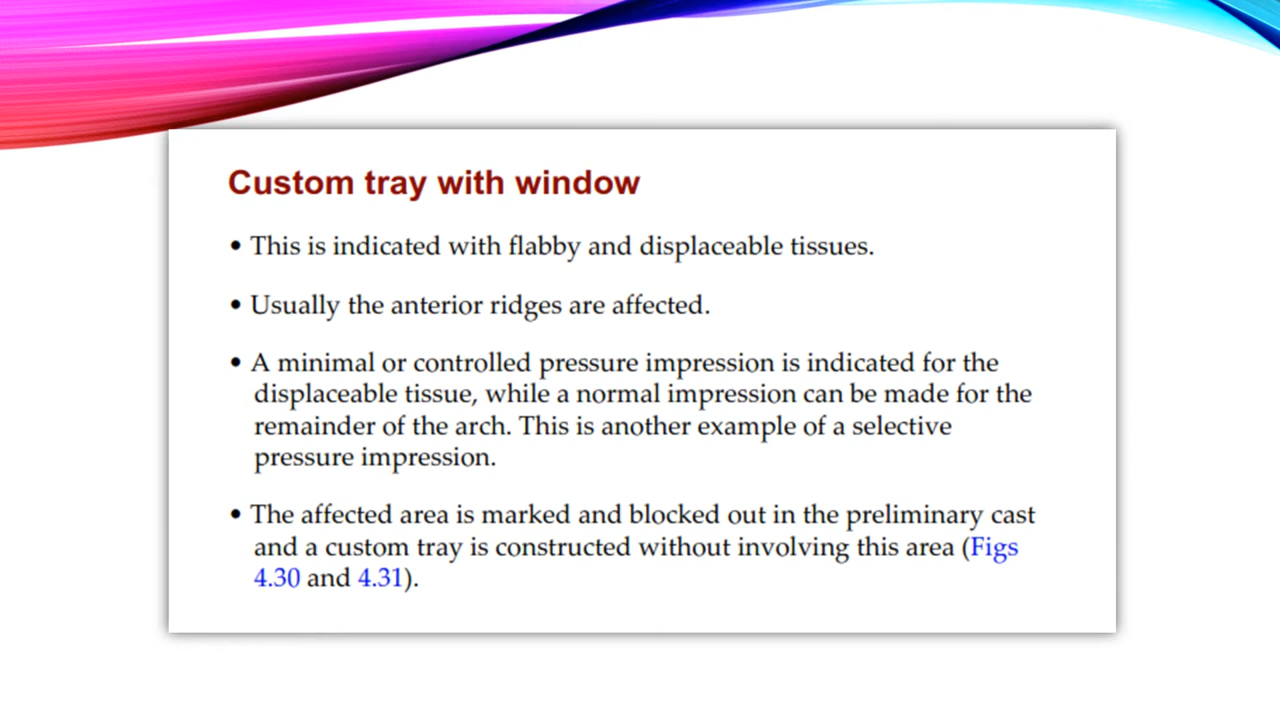 Custom tray with window
• This is indicated with flabby and displaceable tissues.
• Usually the anterior ridges are affected.
• A minimal or controlled pressure impression is indicated for the
displaceable tissue, while a normal impression can be made for the
remainder of the arch. This is another example of a selective
pressure impression.
• The affected area is marked and blocked out in the preliminary cast
and a custom tray is constructed without involving this area (Figs
4.30 and 4.31).